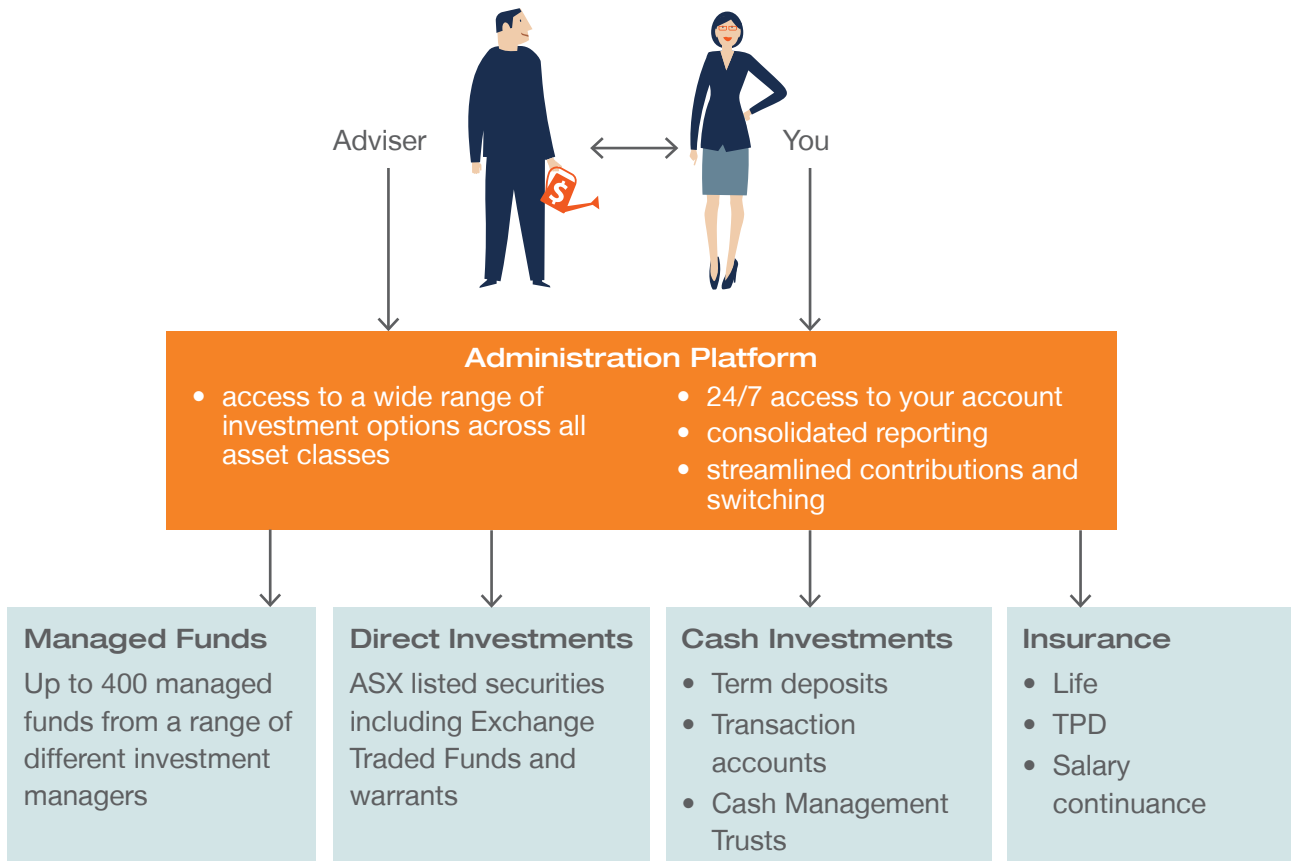 Adviser
You
$
Administration Platform
• access to a wide range of
investment options across all
asset classes
• 24/7 access to your account
• consolidated reporting
• streamlined contributions and
switching
Managed Funds
Up to 400 managed
funds from a range of
different investment
managers
Direct Investments
ASX listed securities
including Exchange
Traded Funds and
warrants
Cash Investments
• Term deposits
• Transaction
accounts
• Cash Management
Trusts
Insurance
• Life
• TPD
• Salary
continuance